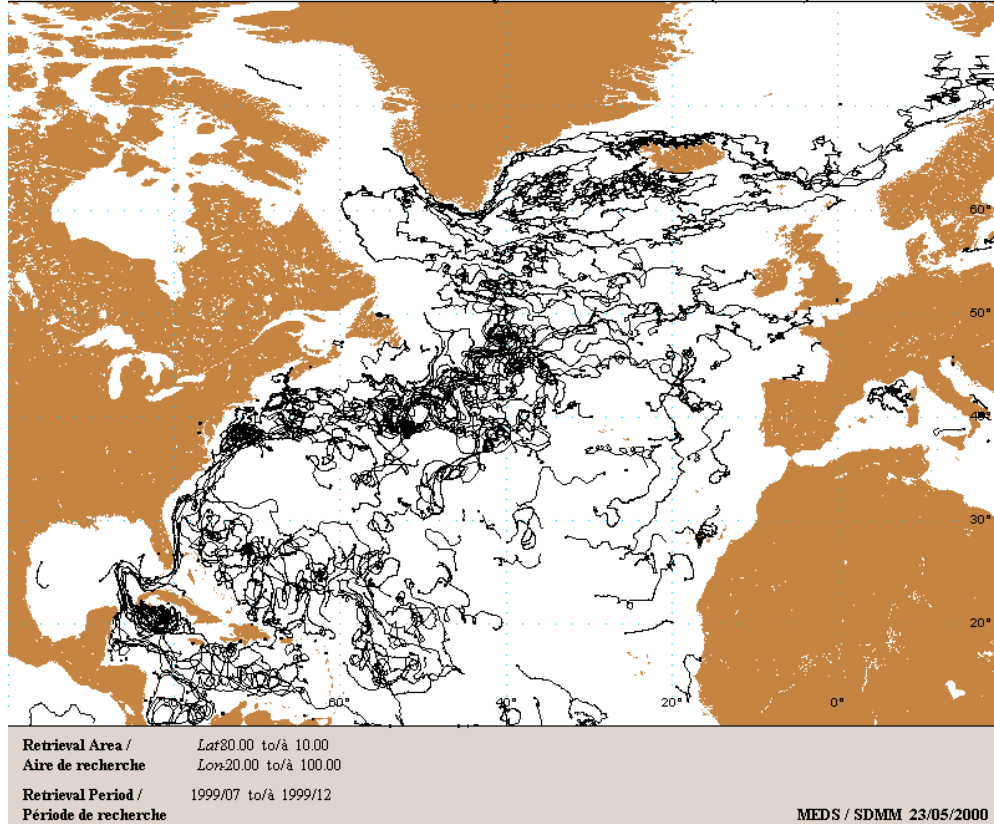 60°
50°
40°
30°
20°
80° 60° 40° 20° 0°
Retrieval Area / Lat80.00 to/à 10.00
Aire de recherche Lon-20.00 to/à 100.00
Retrieval Period / 1999/07 to/à 1999/12
Période de recherche MEDS / SDMM 23/05/2000